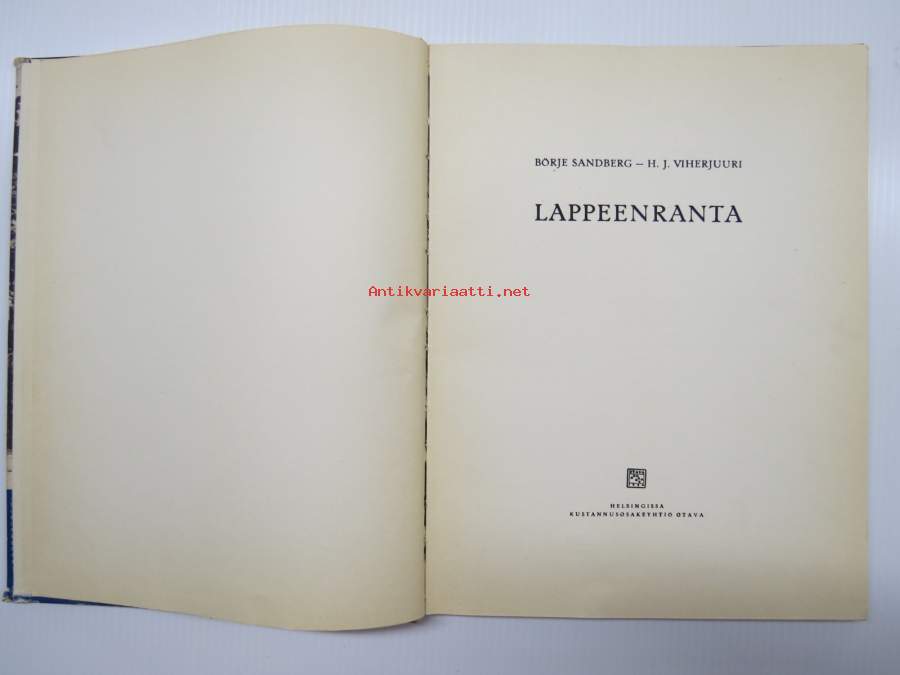 BÖRJE SANDBERG – H. J. VIHERJUURI
LAPPEENRANTA
Antikvariaatti.net
HELSINGISSÄ
KUSTANNUSOSAKEYHTIÖ OTAVA